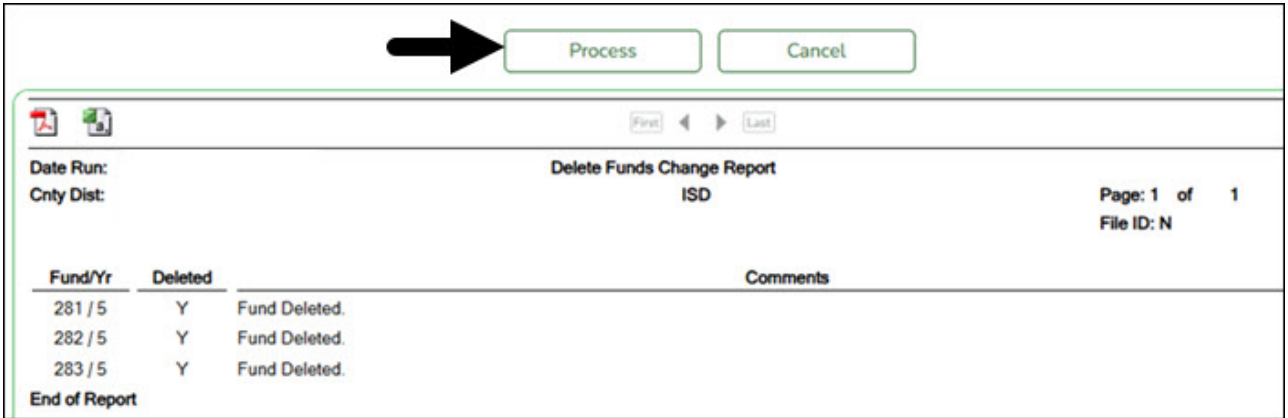 Process Cancel
First Last
Date Run: Delete Funds Change Report
Cnty Dist: ISD Page: 1 of 1
File ID: N
Fund/Yr Deleted Comments
281 / 5 Y Fund Deleted.
282 / 5 Y Fund Deleted.
283 / 5 Y Fund Deleted.
End of Report